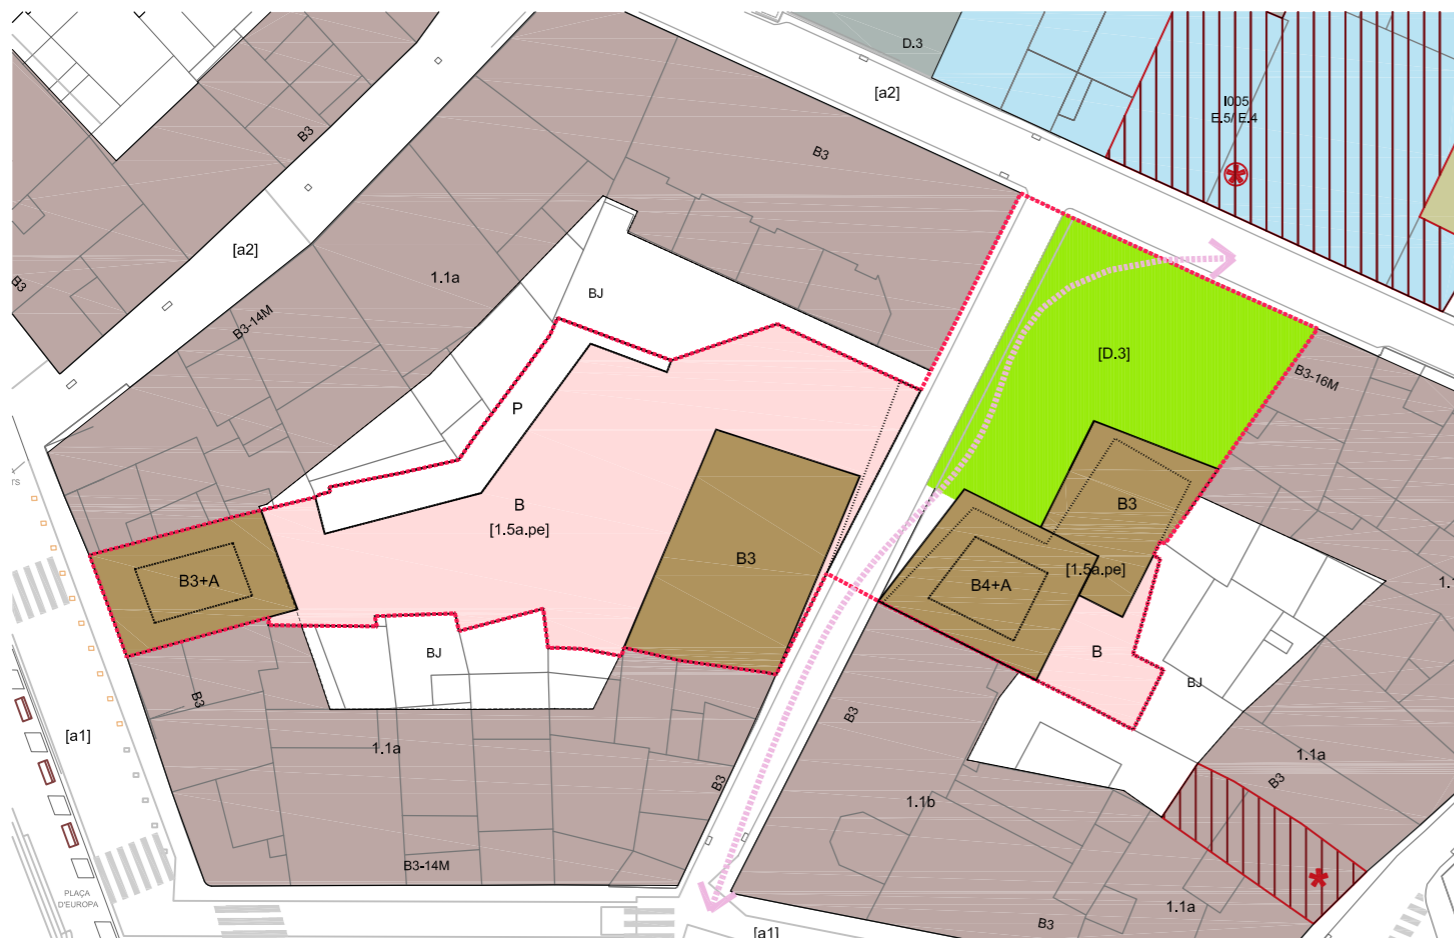 D.3
[a2]
I005
E.5/ E.4
B3
B3
[a2]
1.1a
B3
BJ
B3-14M
[D.3]
B3-16M
P
B
[1.5a.pe]
B3
B3
B3+A
B4+A
[1.5a.pe]
1.1
B
BJ
BJ
B3
B3
[a1]
1.1a
1.1a
B3
B3
1.1b
B3-14M
PLAÇA
D'EUROPA
1.1a
B3
[a1]